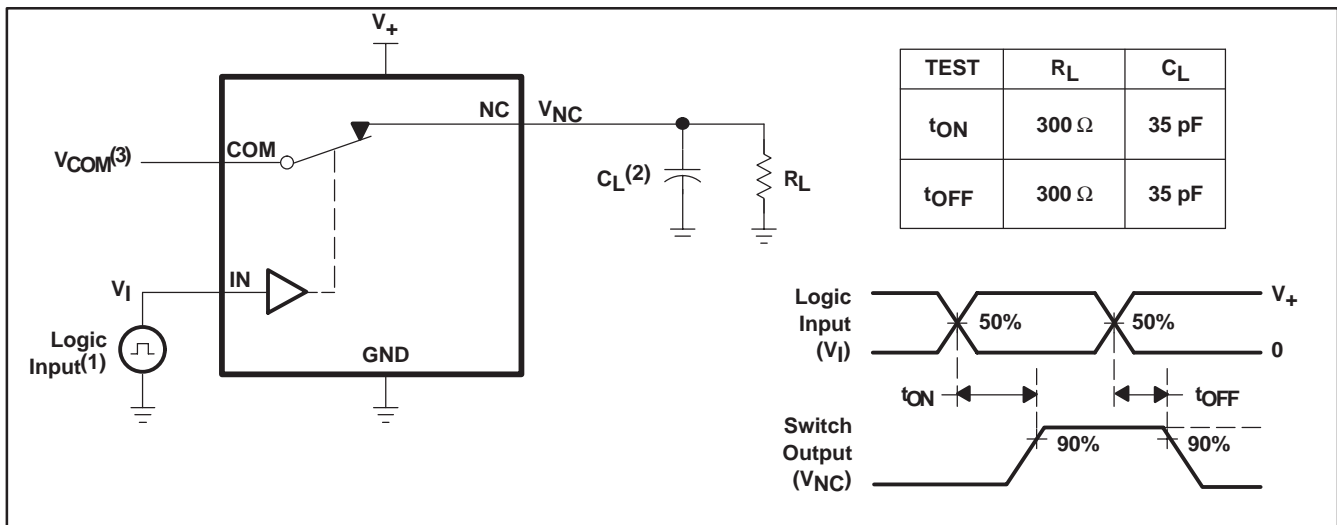 V+
NC VNC
COM
VCOM(3)
CL(2) RL
VI IN
Logic
Input(1)
GND
TEST RL CL
tON 300 Ω 35 pF
tOFF 300 Ω 35 pF
Logic
Input
(VI)
50% 50%
V+
0
tON tOFF
Switch
Output
(VNC)
90% 90%